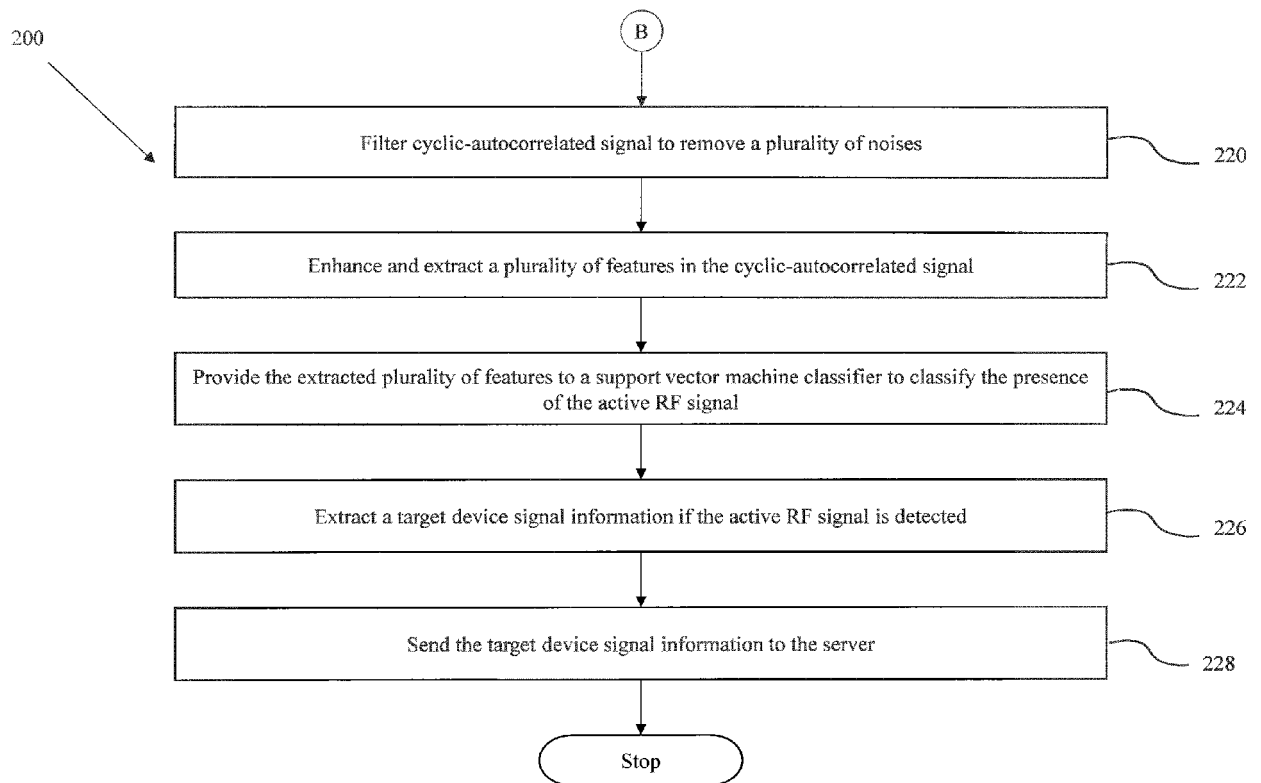 200
B
Filter cyclic-autocorrelated signal to remove a plurality of noises
220
Enhance and extract a plurality of features in the cyclic-autocorrelated signal
222
Provide the extracted plurality of features to a support vector machine classifier to classify the presence
of the active RF signal
224
Extract a target device signal information if the active RF signal is detected
226
Send the target device signal information to the server
228
Stop